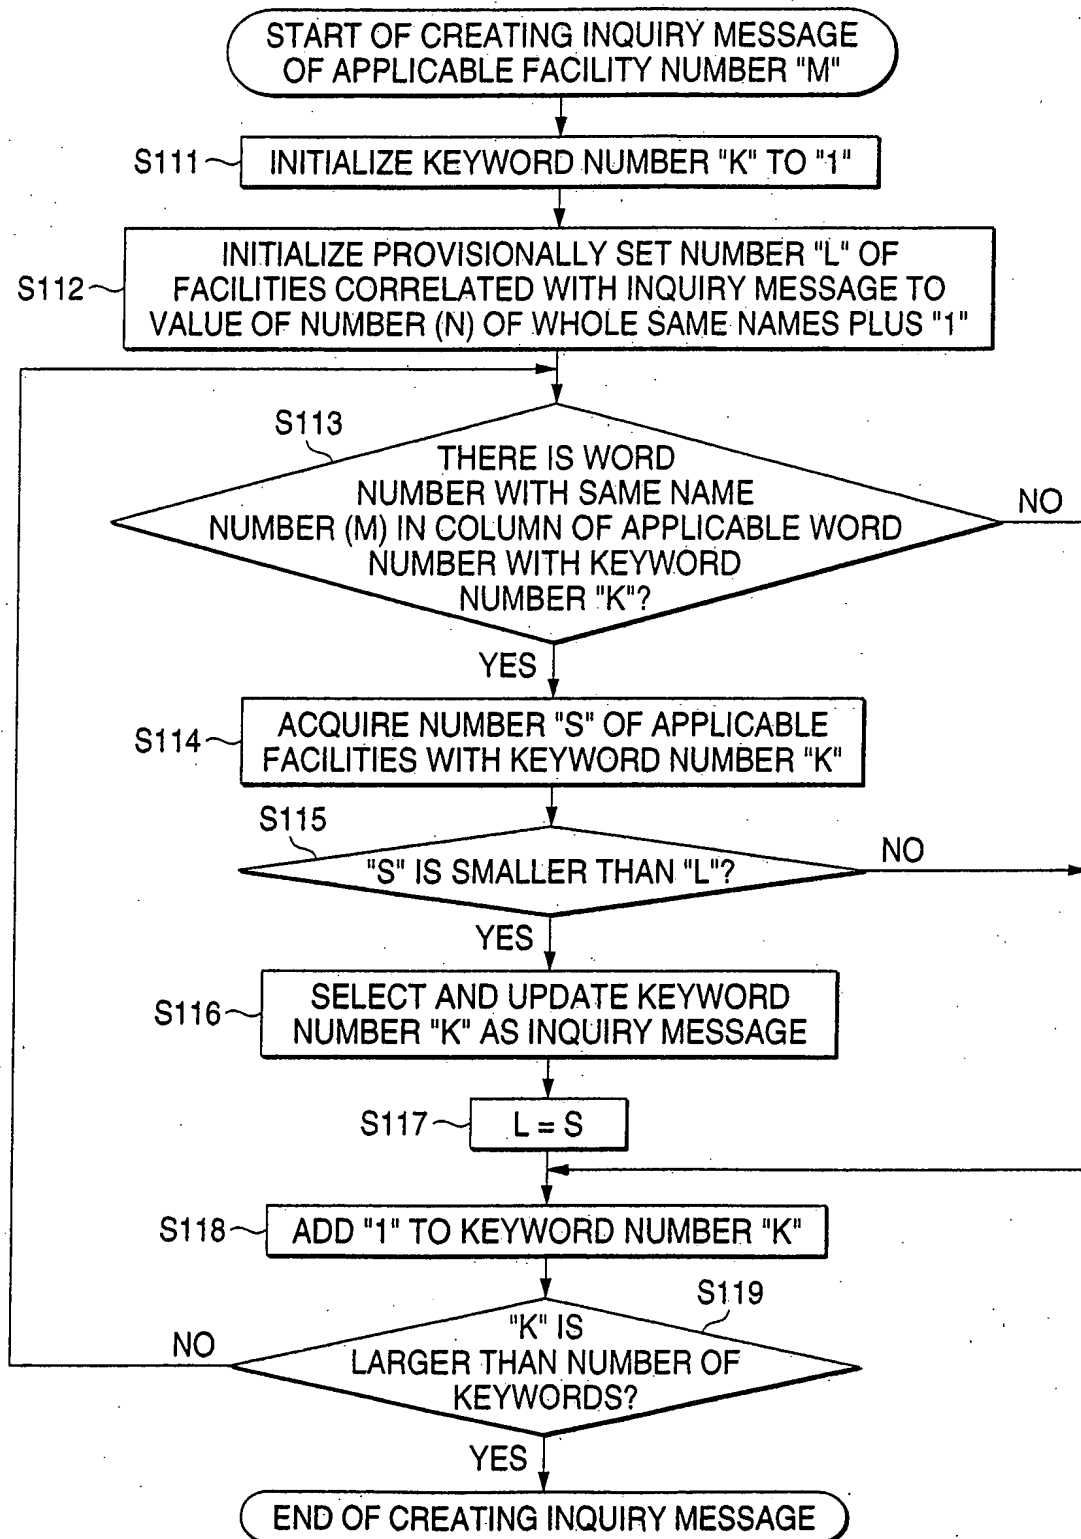 START OF CREATING INQUIRY MESSAGE
OF APPLICABLE FACILITY NUMBER "M"
S111
INITIALIZE KEYWORD NUMBER "K" TO "1"
S112
INITIALIZE PROVISIONALLY SET NUMBER "L" OF
FACILITIES CORRELATED WITH INQUIRY MESSAGE TO
VALUE OF NUMBER (N) OF WHOLE SAME NAMES PLUS "1"
S113
THERE IS WORD
NUMBER WITH SAME NAME
NUMBER (M) IN COLUMN OF APPLICABLE WORD
NUMBER WITH KEYWORD
NUMBER "K"?
NO
YES
S114
ACQUIRE NUMBER "S" OF APPLICABLE
FACILITIES WITH KEYWORD NUMBER "K"
S115
"S" IS SMALLER THAN "L"?
NO
YES
S116
SELECT AND UPDATE KEYWORD
NUMBER "K" AS INQUIRY MESSAGE
S117
L = S
S118
ADD "1" TO KEYWORD NUMBER "K"
S119
"K" IS
LARGER THAN NUMBER OF
KEYWORDS?
NO
YES
END OF CREATING INQUIRY MESSAGE